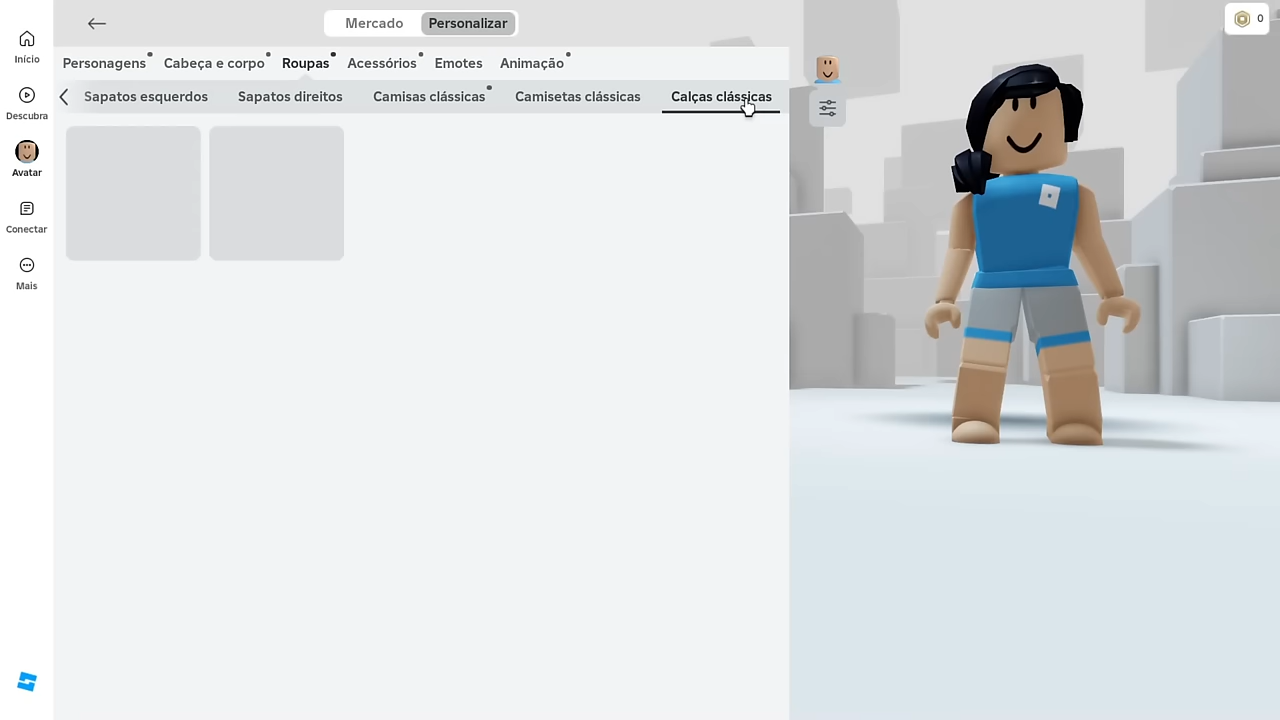 Mercado Personalizar
0
Início
Personagens Cabeça e corpo Roupas Acessórios Emotes Animação
Sapatos esquerdos Sapatos direitos Camisas clássicas Camisetas clássicas Calças clássicas
Descubra
Avatar
Conectar
Mais